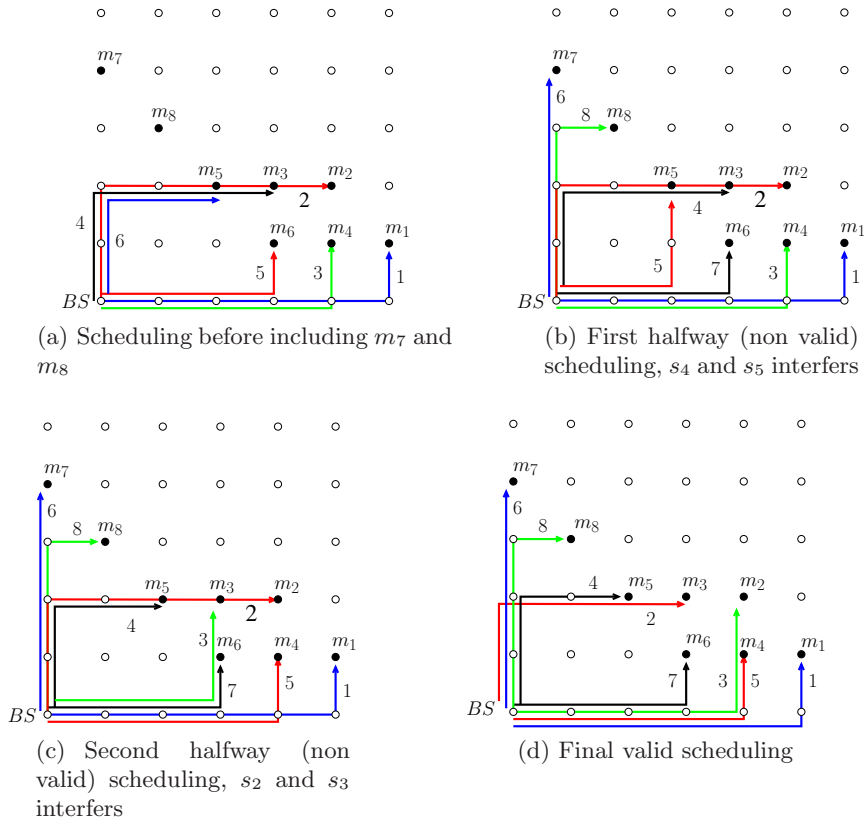 m7
m8
m5 m3 m2
2
4
6
m6 m4 m1
5 3 1
BS
(a) Scheduling before including m7 and
m8
m7
6
8 m8
m5 m3 m2
4 2
m6 m4 m1
5 7 3 1
BS
(b) First halfway (non valid)
scheduling, s4 and s5 interfers
m7
6
8 m8
m5 m3 m2
4 2
3 m6 m4 m1
7 5 1
BS
(c) Second halfway (non
valid) scheduling, s2 and s3
interfers
m7
6
8 m8
4 m5 m3 m2
2
m6 m4 m1
7 3 5 1
BS
(d) Final valid scheduling